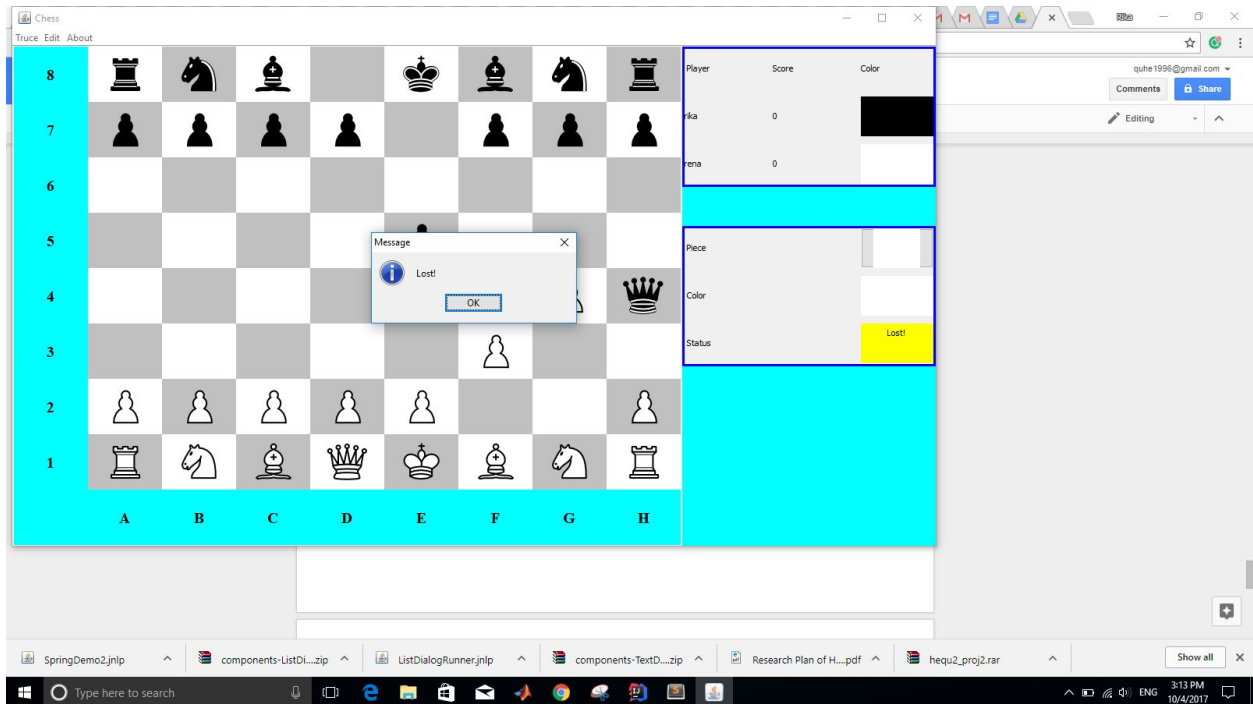 Chess
Truce Edit About
8
7
6
5
4
3
2
1
A B C D E F G H
Player Score Color
rika 0
rena 0
Piece
Color
Status Lost!
Message
Lost!
OK
quhe1996@gmail.com
Comments
Share
Editing
SpringDemo2.jnlp
components-ListDi....zip
ListDialogRunner.jnlp
components-TextD....zip
Research Plan of H....pdf
hequ2_proj2.rar
Show all
Type here to search
ENG
3:13 PM
10/4/2017